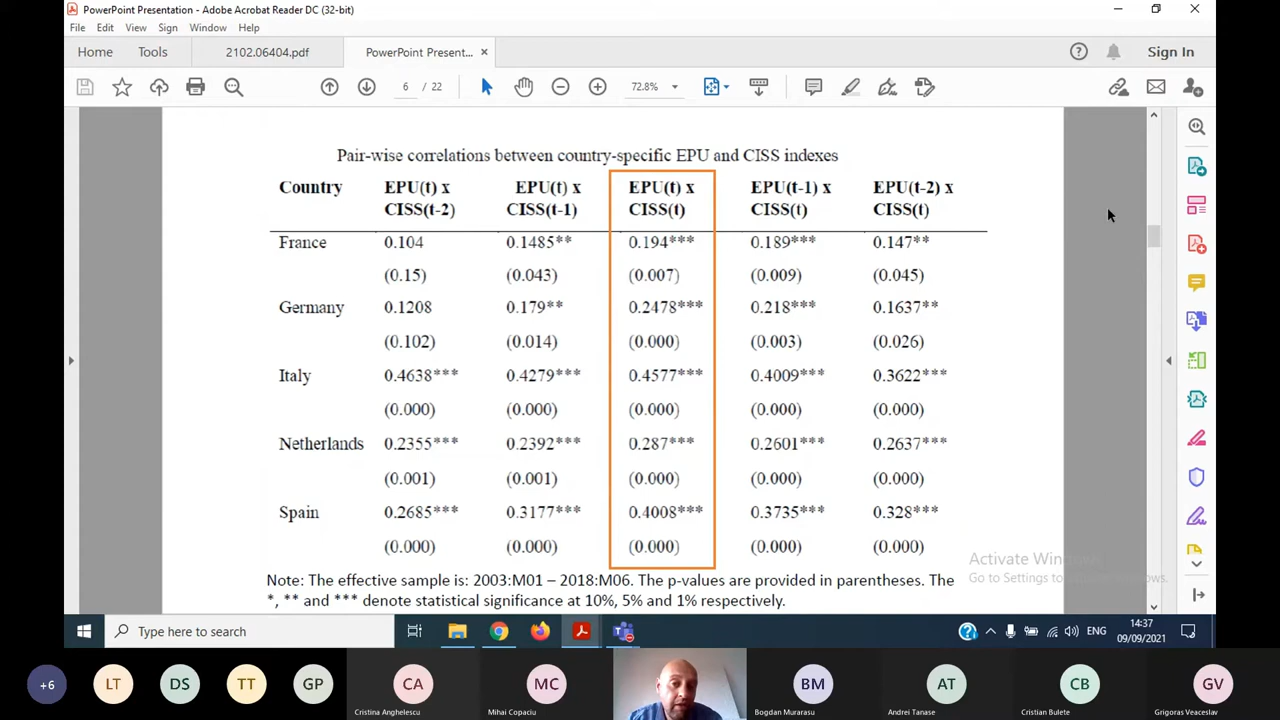 PowerPoint Presentation - Adobe Acrobat Reader DC (32-bit)
File Edit View Sign Window Help
Home Tools 2102.06404.pdf PowerPoint Present... × Sign In
6 / 22 72.8%
Pair-wise correlations between country-specific EPU and CISS indexes
Country EPU(t) x EPU(t) x EPU(t) x EPU(t-1) x EPU(t-2) x
CISS(t-2) CISS(t-1) CISS(t) CISS(t) CISS(t)
France 0.104 0.1485** 0.194*** 0.189*** 0.147**
(0.15) (0.043) (0.007) (0.009) (0.045)
Germany 0.1208 0.179** 0.2478*** 0.218*** 0.1637**
(0.102) (0.014) (0.000) (0.003) (0.026)
Italy 0.4638*** 0.4279*** 0.4577*** 0.4009*** 0.3622***
(0.000) (0.000) (0.000) (0.000) (0.000)
Netherlands 0.2355*** 0.2392*** 0.287*** 0.2601*** 0.2637***
(0.001) (0.001) (0.000) (0.000) (0.000)
Spain 0.2685*** 0.3177*** 0.4008*** 0.3735*** 0.328***
(0.000) (0.000) (0.000) (0.000) (0.000)
Note: The effective sample is: 2003:M01 – 2018:M06. The p-values are provided in parentheses. The
*, ** and *** denote statistical significance at 10%, 5% and 1% respectively.
Activate Windows
Go to Settings to activate Windows.
Type here to search
ENG
14:37
09/09/2021
+6 LT DS TT GP CA MC BM AT CB GV
Cristina Anghelescu Mihai Copaciu Bogdan Murarasu Andrei Tanase Cristian Bulete Grigoras Veaceslav